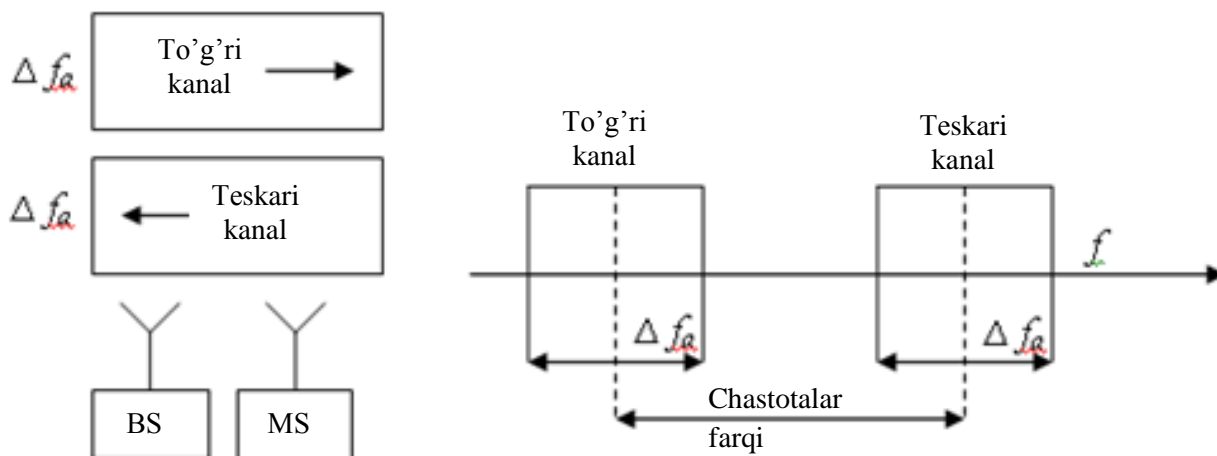 To’g’ri
kanal
Δ fa
Teskari
kanal
Δ fa
BS
MS
To’g’ri
kanal
Teskari
kanal
f
Δ fa
Δ fa
Chastotalar
farqi